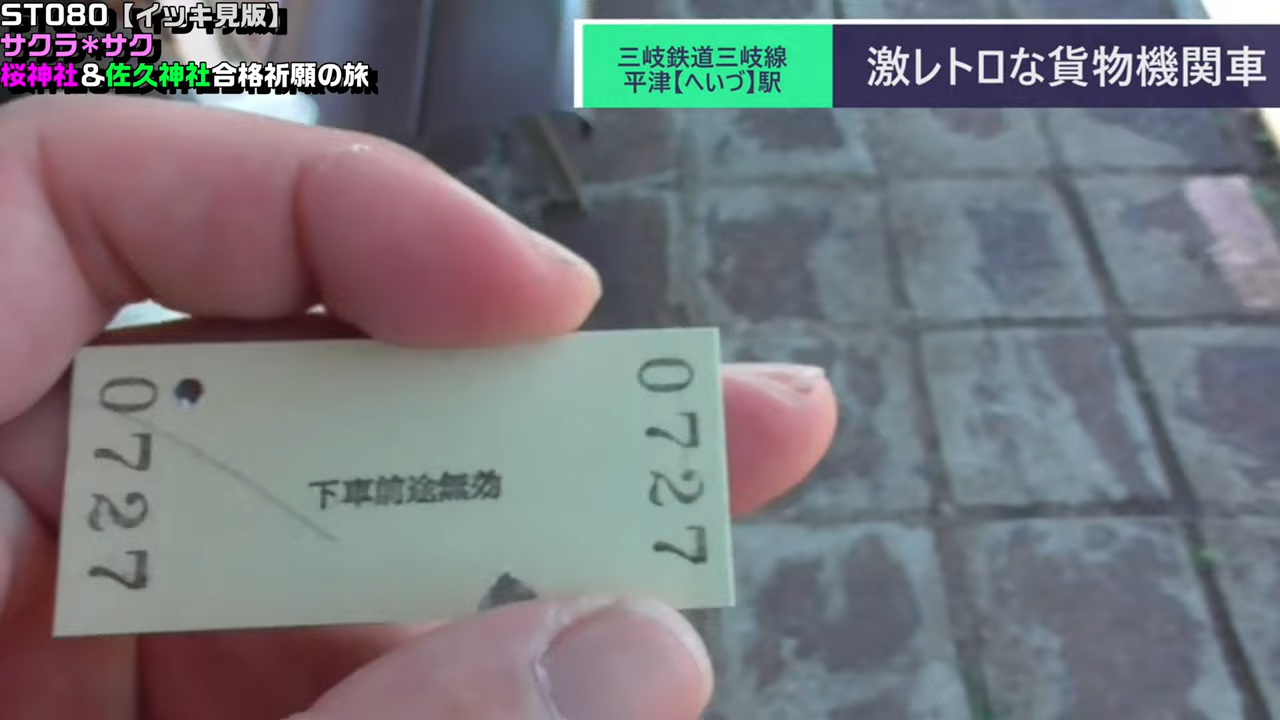 ST080【イツキ見版】
サクラ*サク
桜神社&佐久神社合格祈願の旅
三岐鉄道三岐線
平津【へいづ】駅
激レトロな貨物機関車
0727
下車前途無効
0727